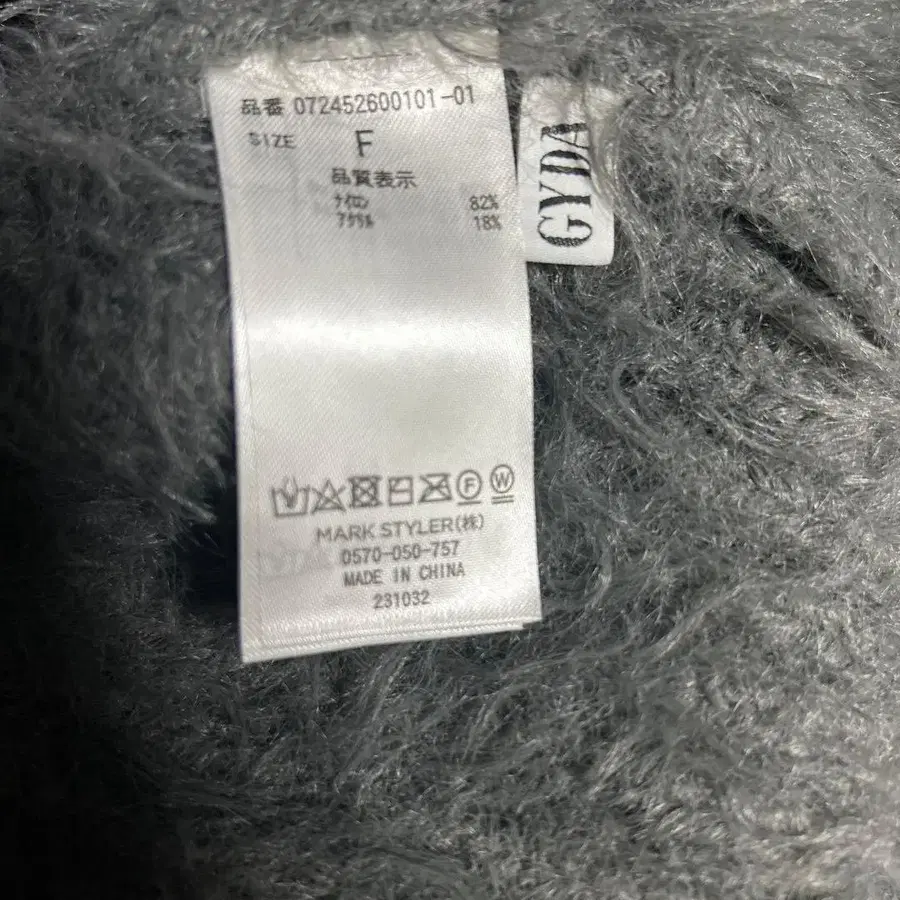 品番 072452600101-01
SIZE F
品質表示
ナイロン 82%
アクリル 18%
F W
MARK STYLER(株)
0570-050-757
MADE IN CHINA
231032
GYDA